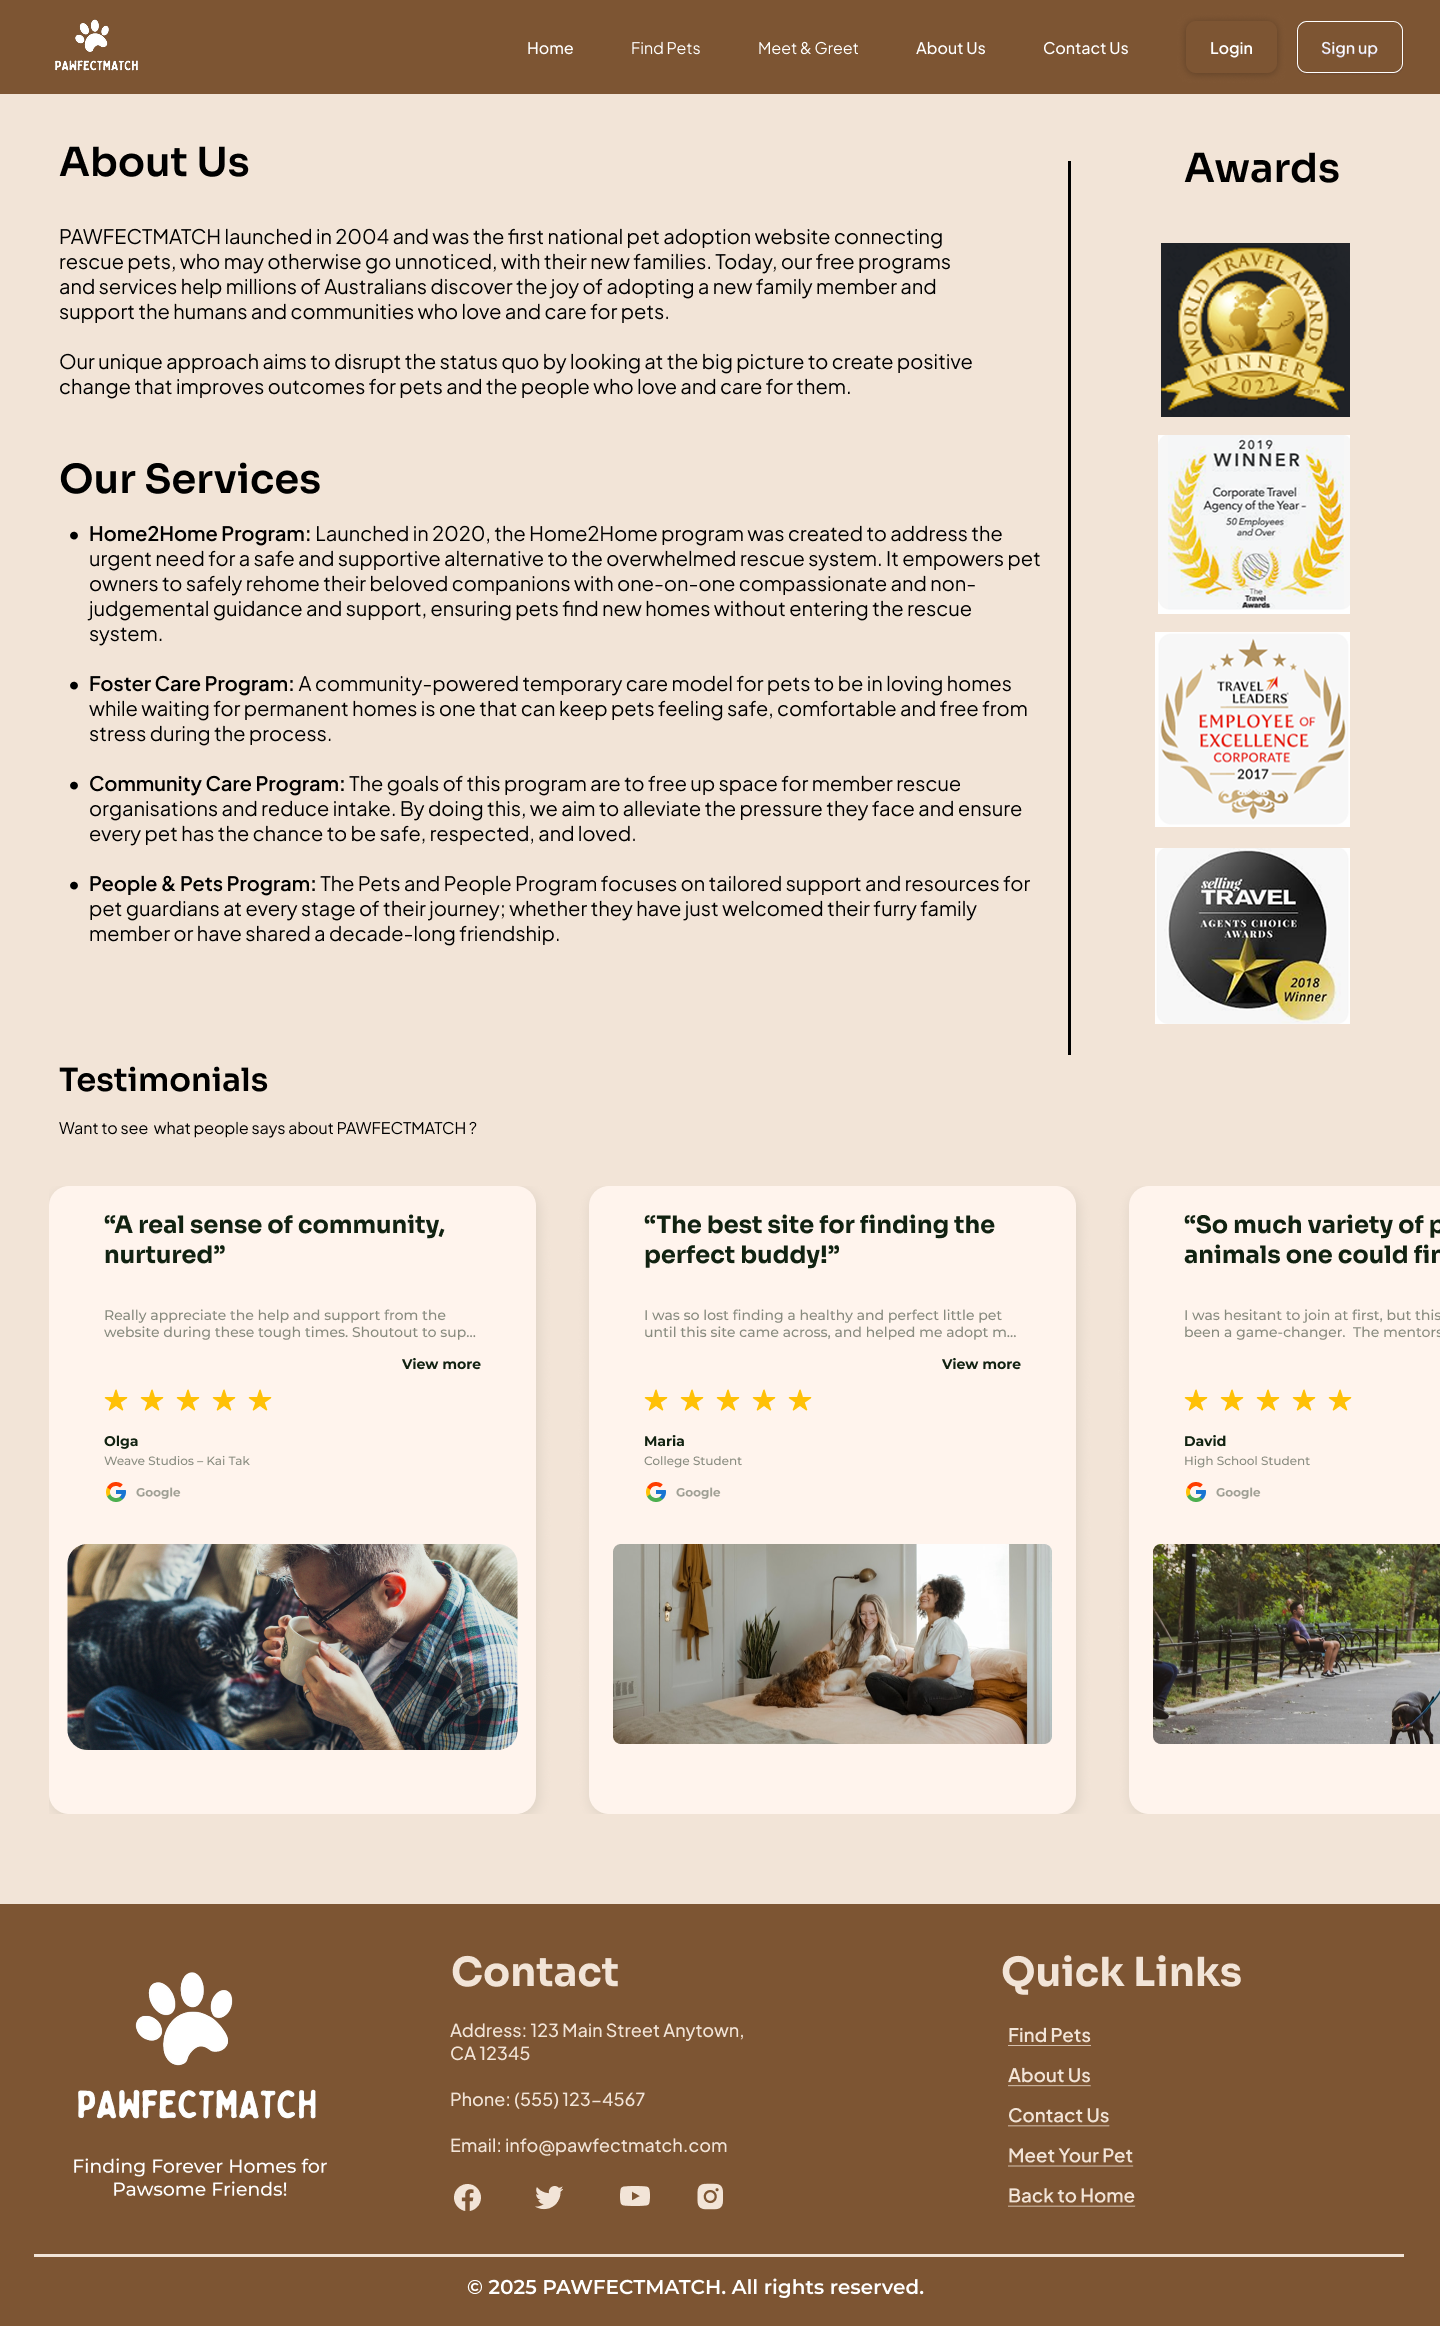 PAWFECTMATCH
Home
Find Pets
Meet & Greet
About Us
Contact Us
Login
Sign up
About Us
PAWFECTMATCH launched in 2004 and was the first national pet adoption website connecting
rescue pets, who may otherwise go unnoticed, with their new families. Today, our free programs
and services help millions of Australians discover the joy of adopting a new family member and
support the humans and communities who love and care for pets.
Our unique approach aims to disrupt the status quo by looking at the big picture to create positive
change that improves outcomes for pets and the people who love and care for them.
Our Services
• Home2Home Program: Launched in 2020, the Home2Home program was created to address the
urgent need for a safe and supportive alternative to the overwhelmed rescue system. It empowers pet
owners to safely rehome their beloved companions with one-on-one compassionate and non-
judgemental guidance and support, ensuring pets find new homes without entering the rescue
system.
• Foster Care Program: A community-powered temporary care model for pets to be in loving homes
while waiting for permanent homes is one that can keep pets feeling safe, comfortable and free from
stress during the process.
• Community Care Program: The goals of this program are to free up space for member rescue
organisations and reduce intake. By doing this, we aim to alleviate the pressure they face and ensure
every pet has the chance to be safe, respected, and loved.
• People & Pets Program: The Pets and People Program focuses on tailored support and resources for
pet guardians at every stage of their journey; whether they have just welcomed their furry family
member or have shared a decade-long friendship.
Awards
WORLD TRAVEL AWARDS
WINNER
2022
2019
WINNER
Corporate Travel
Agency of the Year -
50 Employees
and Over
The
Travel
Awards
TRAVEL
LEADERS
EMPLOYEE OF
EXCELLENCE
CORPORATE
2017
selling
TRAVEL
AGENTS CHOICE
AWARDS
2018
Winner
Testimonials
Want to see what people says about PAWFECTMATCH ?
“A real sense of community,
nurtured”
Really appreciate the help and support from the
website during these tough times. Shoutout to sup...
View more
Olga
Weave Studios – Kai Tak
Google
“The best site for finding the
perfect buddy!”
I was so lost finding a healthy and perfect little pet
until this site came across, and helped me adopt m...
View more
Maria
College Student
Google
“So much variety of p
animals one could fin
I was hesitant to join at first, but this
been a game-changer. The mentors
David
High School Student
Google
PAWFECTMATCH
Finding Forever Homes for
Pawsome Friends!
Contact
Address: 123 Main Street Anytown,
CA 12345
Phone: (555) 123-4567
Email: info@pawfectmatch.com
Quick Links
Find Pets
About Us
Contact Us
Meet Your Pet
Back to Home
© 2025 PAWFECTMATCH. All rights reserved.